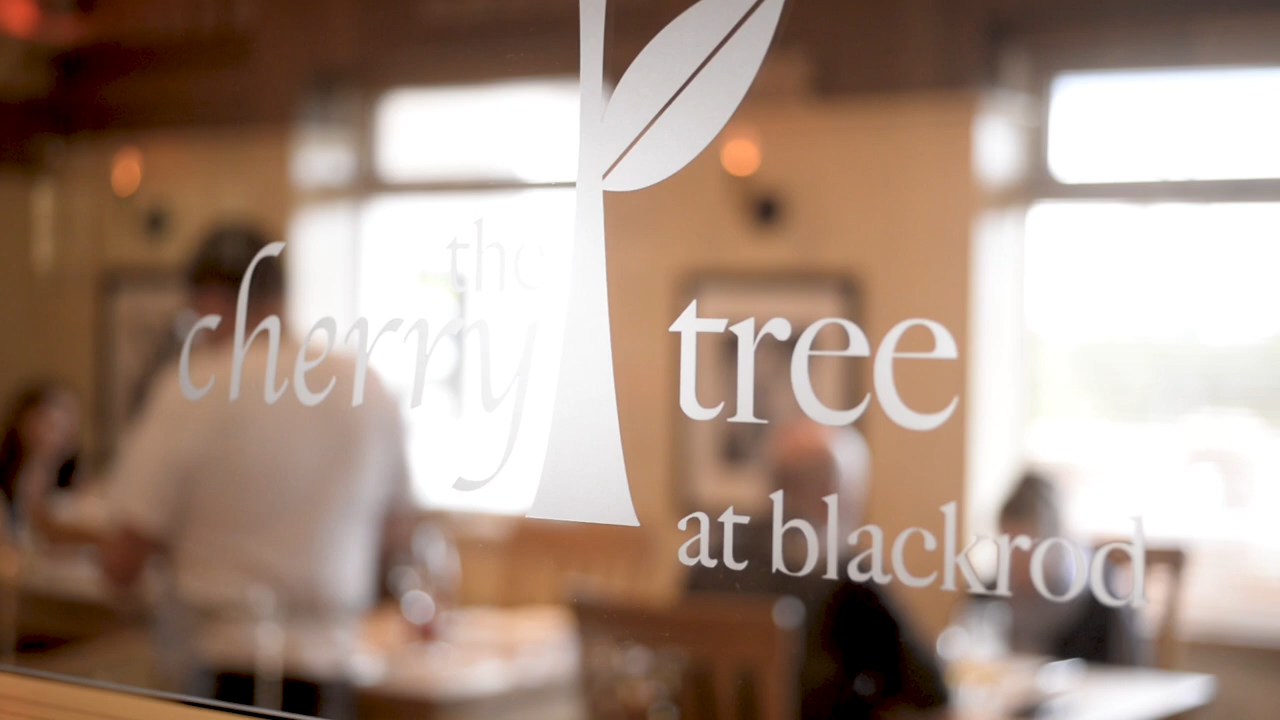 the
cherry tree
at blackrod